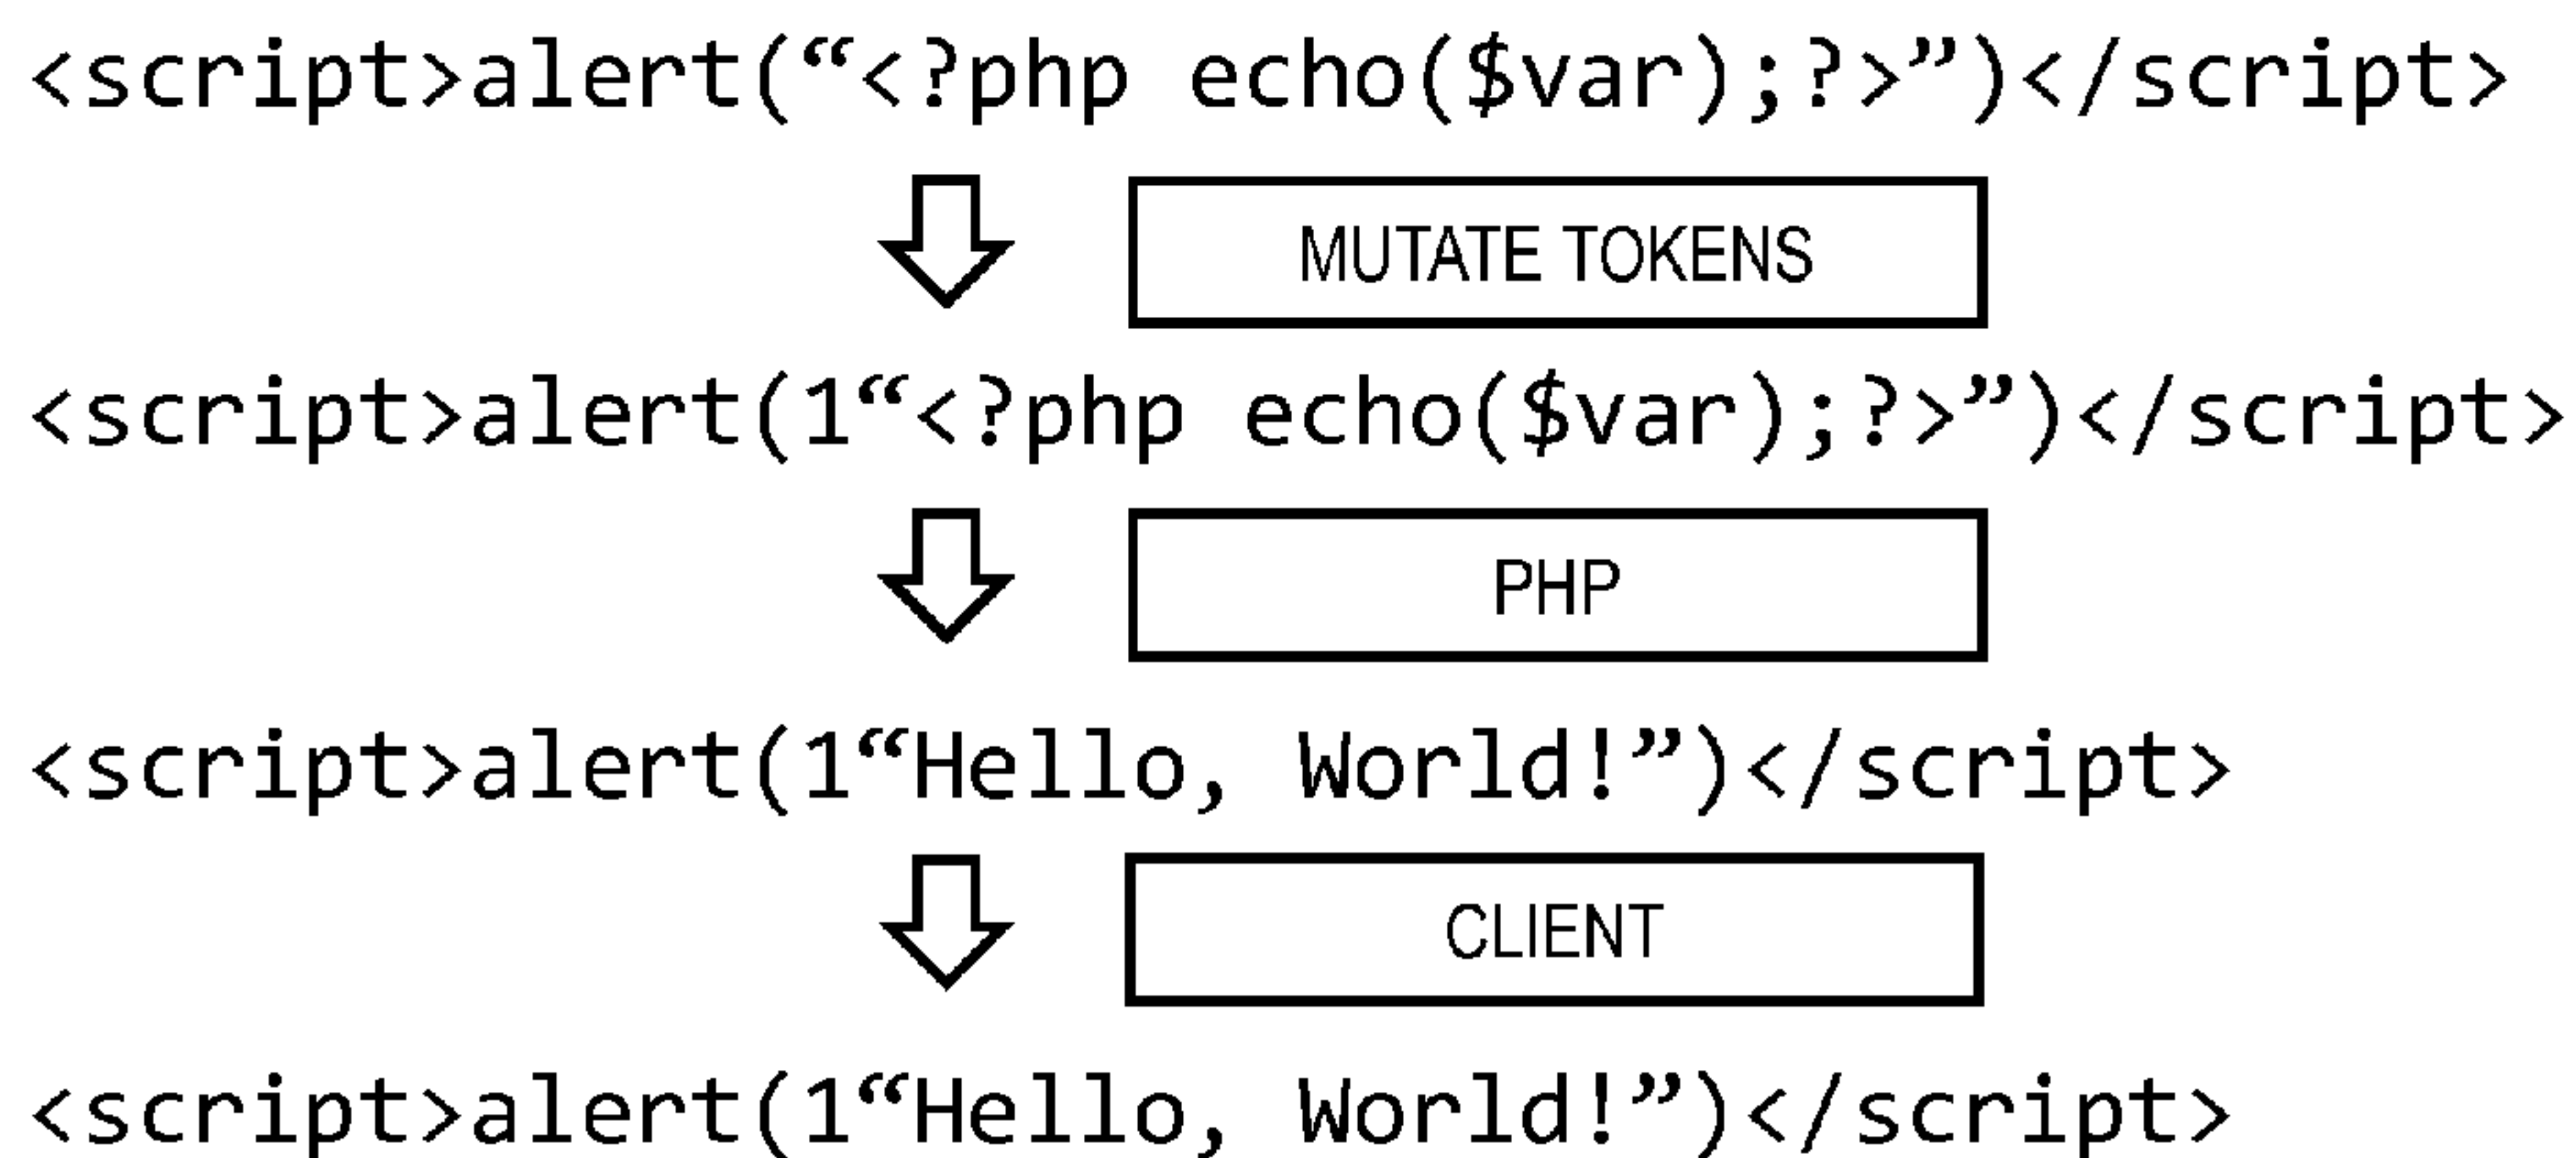 <script>alert(“<?php echo($var);?>”)</script>
MUTATE TOKENS
<script>alert(1“<?php echo($var);?>”)</script>
PHP
<script>alert(1“Hello, World!”)</script>
CLIENT
<script>alert(1“Hello, World!”)</script>